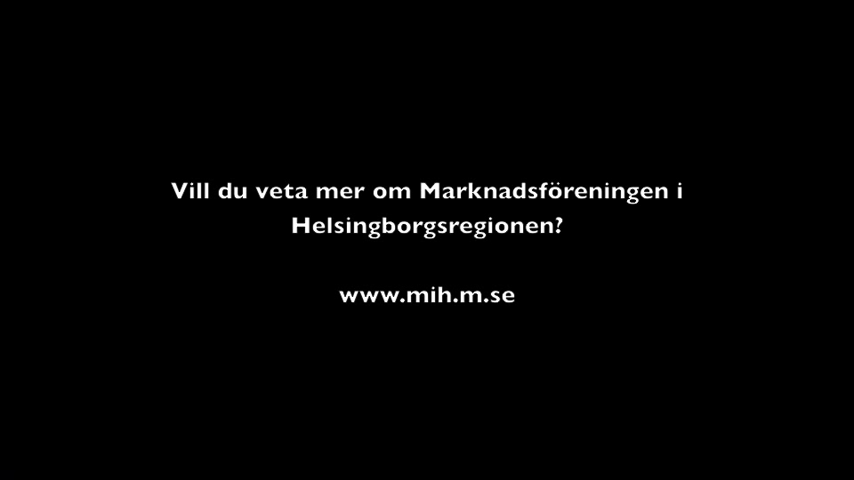 Vill du veta mer om Marknadsföreningen i
Helsingborgsregionen?
www.mih.m.se